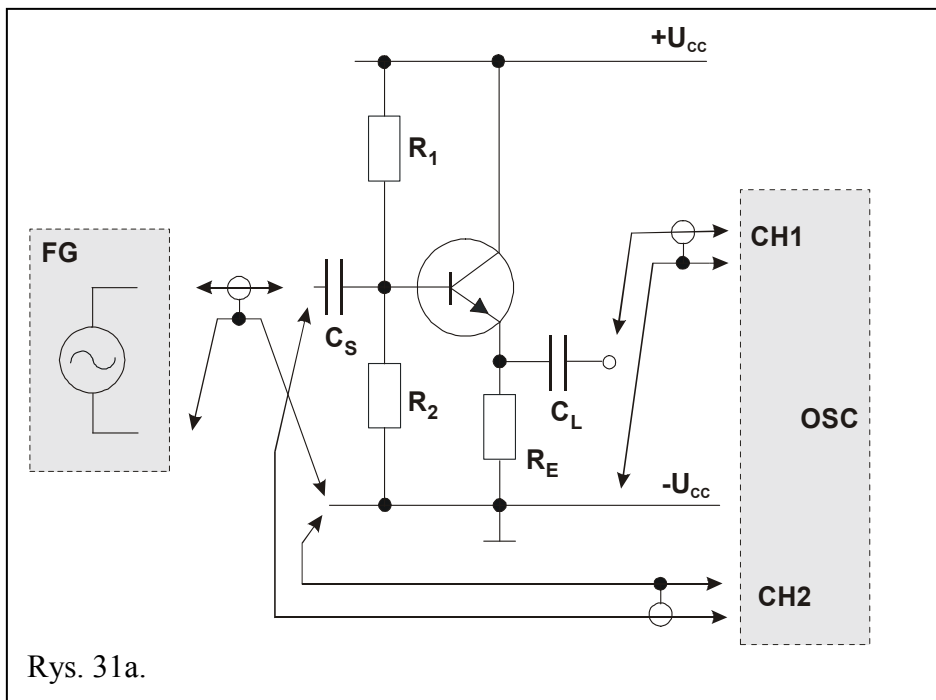 +Ucc
R1
FG
CH1
CS
R2
CL
OSC
RE
-Ucc
CH2
Rys. 31a.